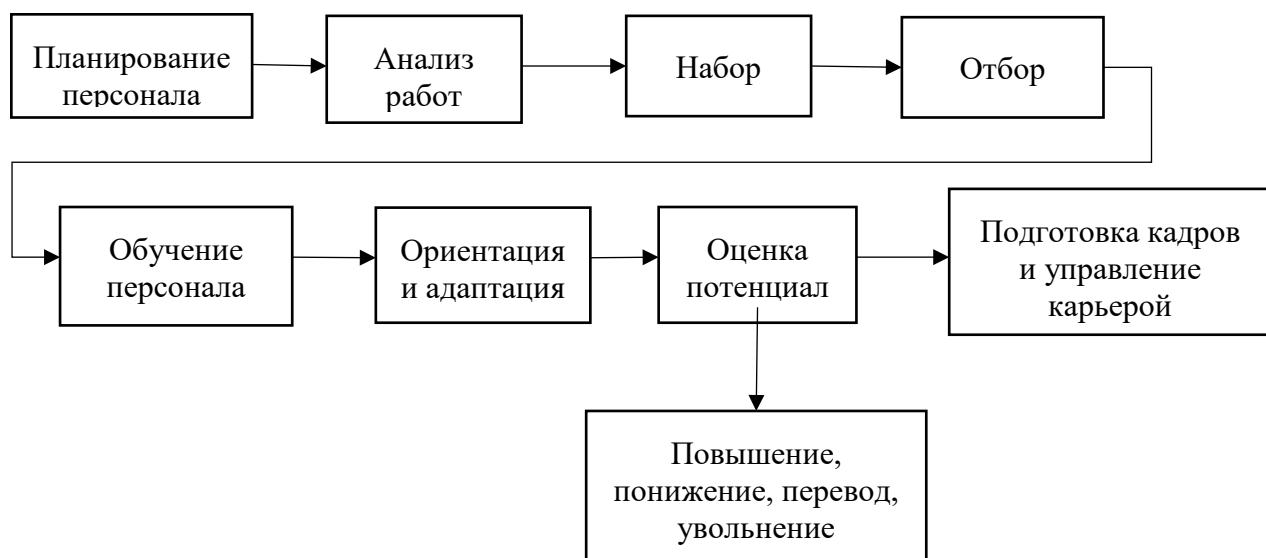 Планирование
персонала
Анализ
работ
Набор
Отбор
Обучение
персонала
Ориентация
и адаптация
Оценка
потенциал
Подготовка кадров
и управление
карьерой
Повышение,
понижение, перевод,
увольнение